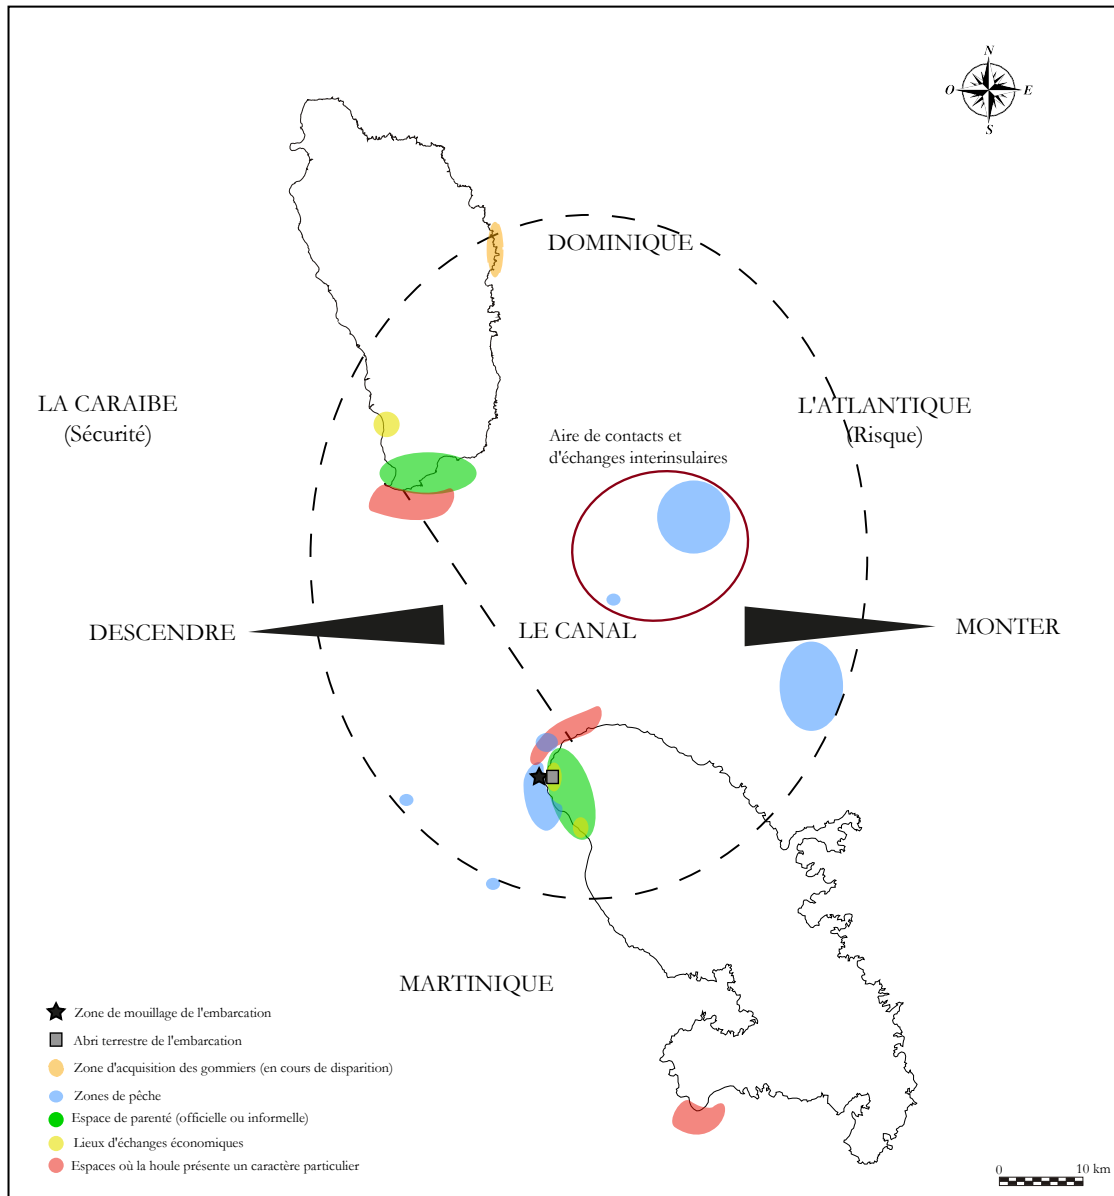 N
O
E
S
DOMINIQUE
LA CARAIBE
(Sécurité)
L'ATLANTIQUE
(Risque)
Aire de contacts et
d'échanges interinsulaires
DESCENDRE
LE CANAL
MONTER
MARTINIQUE
Zone de mouillage de l'embarcation
Abri terrestre de l'embarcation
Zone d'acquisition des gommiers (en cours de disparition)
Zones de pêche
Espace de parenté (officielle ou informelle)
Lieux d'échanges économiques
Espaces où la houle présente un caractère particulier
0
10 km